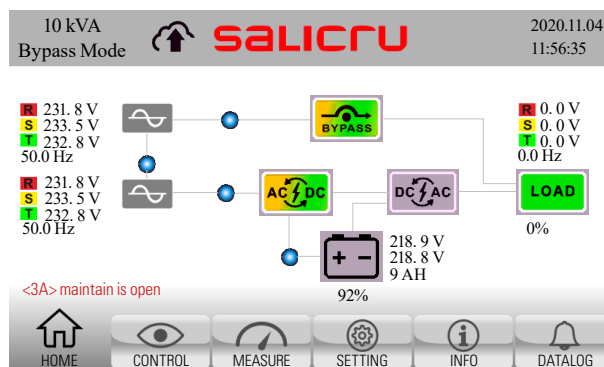 10 kVA
Bypass Mode
SALICRU
2020.11.04
11:56:35
R 231. 8 V
S 233. 5 V
T 232. 8 V
50.0 Hz
BYPASS
R 0. 0 V
S 0. 0 V
T 0. 0 V
0.0 Hz
R 231. 8 V
S 233. 5 V
T 232. 8 V
50.0 Hz
AC DC
DC AC
LOAD
0%
+ -
218. 9 V
218. 8 V
9 AH
92%
<3A> maintain is open
HOME
CONTROL
MEASURE
SETTING
INFO
DATALOG